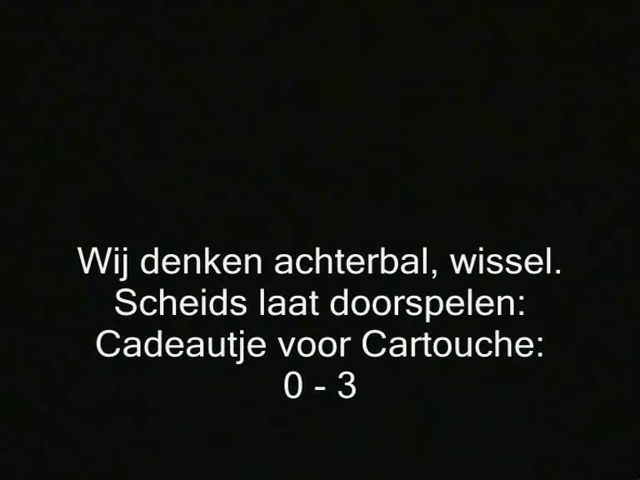 Wij denken achterbal, wissel.
Scheids laat doorspelen:
Cadeautje voor Cartouche:
0 - 3